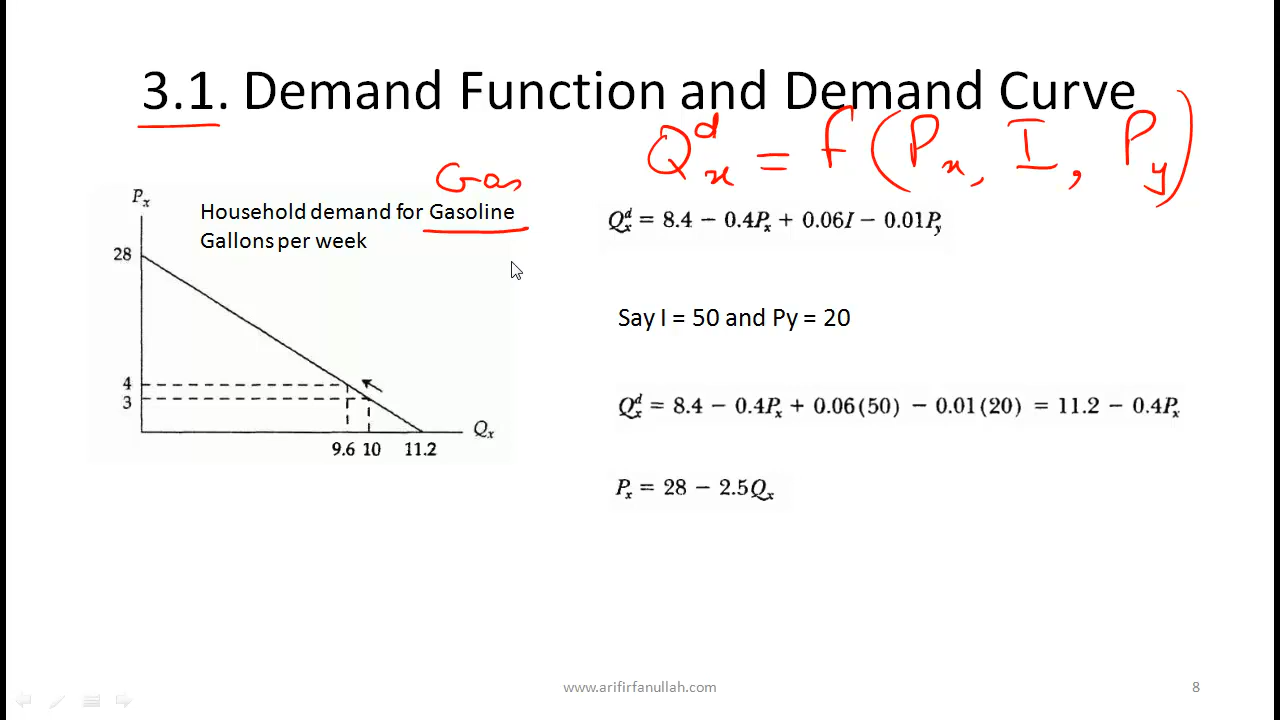 3.1. Demand Function and Demand Curve
Q^d_x = f (P_x, I, P_y)
Gas
P_x
Household demand for Gasoline
Gallons per week
28
4
3
9.6 10 11.2
Q_x
Q^d_x = 8.4 − 0.4P_x + 0.06I − 0.01P_y
Say I = 50 and Py = 20
Q^d_x = 8.4 − 0.4P_x + 0.06(50) − 0.01(20) = 11.2 − 0.4P_x
P_x = 28 − 2.5Q_x
www.arifirfanullah.com
8